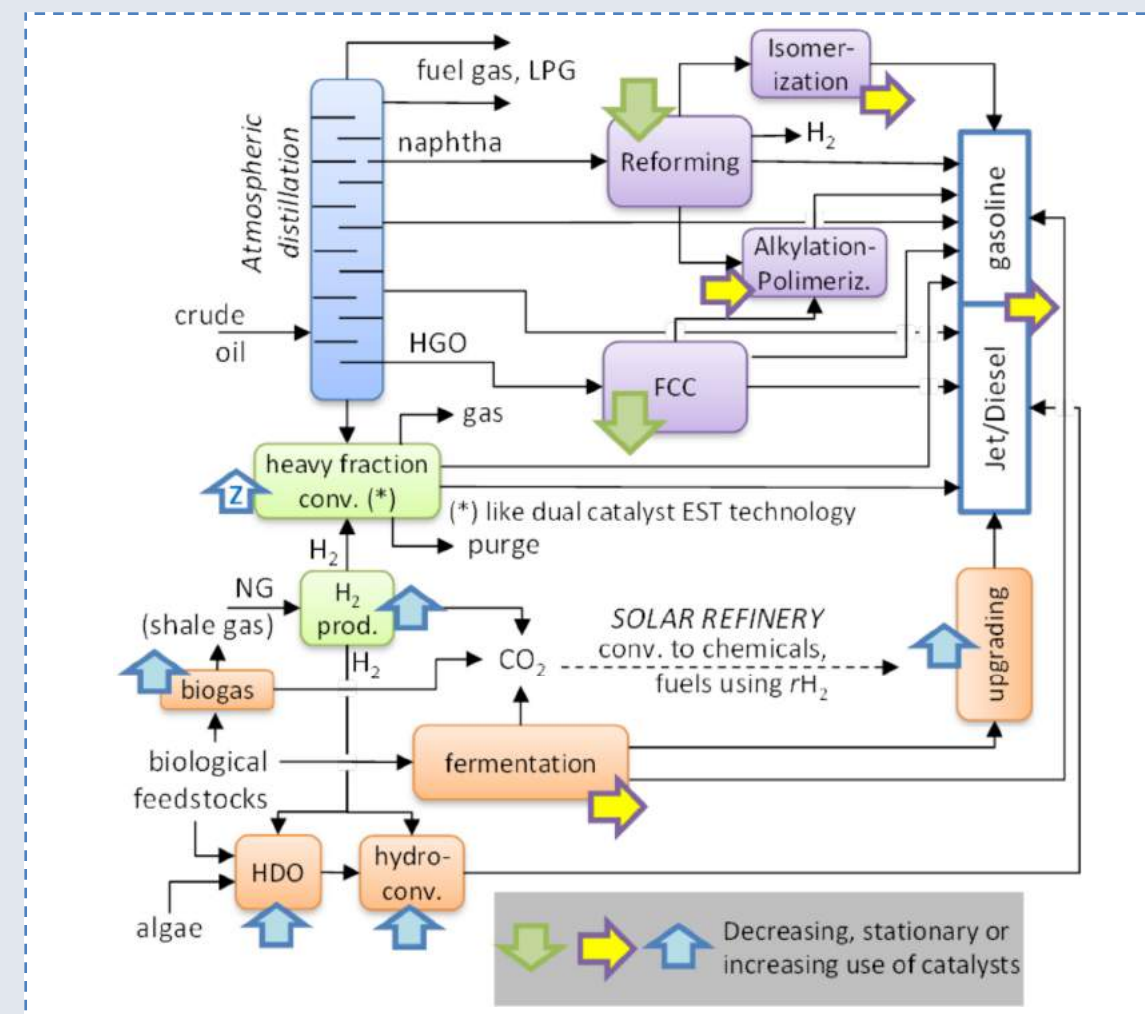 fuel gas, LPG
Isomer-
ization
Atmospheric
distillation
naphtha
Reforming
H₂
gasoline
Alkylation-
Polimeriz.
crude
oil
HGO
FCC
Jet/Diesel
gas
heavy fraction
conv. (*)
Z
(*) like dual catalyst EST technology
purge
H₂
NG
(shale gas)
H₂
prod.
H₂
SOLAR REFINERY
conv. to chemicals,
fuels using rH₂
CO₂
upgrading
biogas
biological
feedstocks
fermentation
HDO
hydro-
conv.
algae
Decreasing, stationary or
increasing use of catalysts